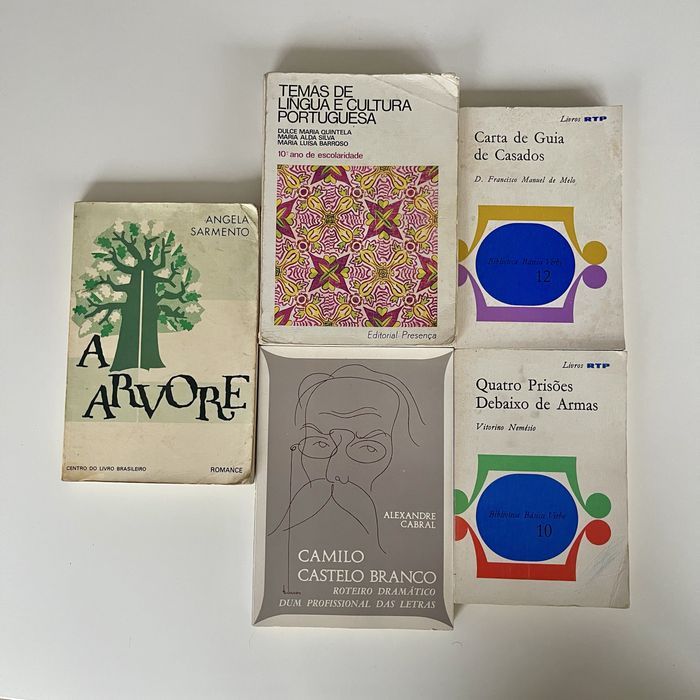 ANGELA
SARMENTO
A
ARVORE
CENTRO DO LIVRO BRASILEIRO
ROMANCE
TEMAS DE
LINGUA E CULTURA
PORTUGUESA
DULCE MARIA QUINTELA
MARIA ALDA SILVA
MARIA LUISA BARROSO
10º ano de escolaridade
Editorial Presença
Livros RTP
Carta de Guia
de Casados
D. Francisco Manuel de Melo
Biblioteca Básica Verbo
12
ALEXANDRE
CABRAL
CAMILO
CASTELO BRANCO
ROTEIRO DRAMÁTICO
DUM PROFISSIONAL DAS LETRAS
Livros RTP
Quatro Prisões
Debaixo de Armas
Vitorino Nemésio
Biblioteca Básica Verbo
10